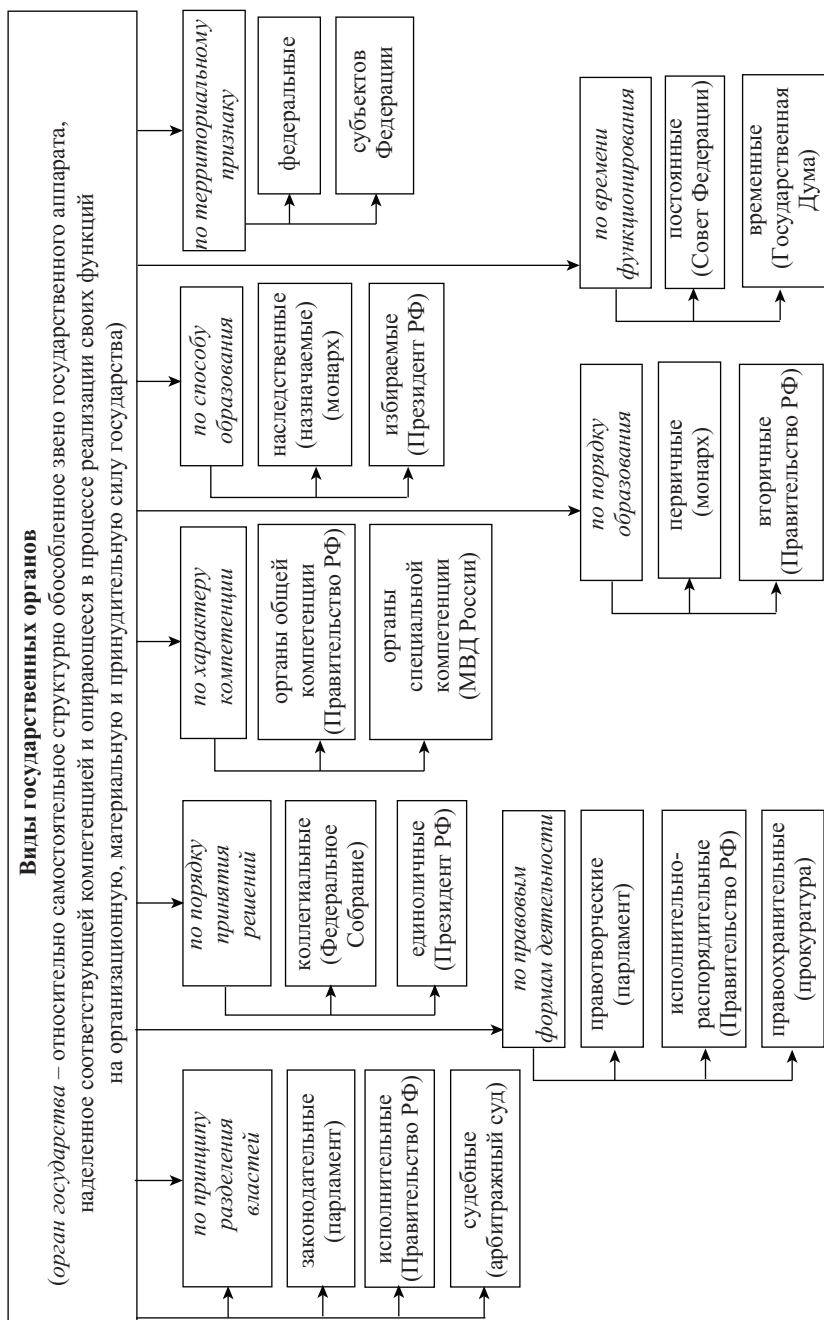 Виды государственных органов
(орган государства – относительно самостоятельное структурно обособленное звено государственного аппарата,
наделенное соответствующей компетенцией и опирающееся в процессе реализации своих функций
на организационную, материальную и принудительную силу государства)
по принципу
разделения
властей
законодательные
(парламент)
исполнительные
(Правительство РФ)
судебные
(арбитражный суд)
по порядку
принятия
решений
коллегиальные
(Федеральное
Собрание)
единоличные
(Президент РФ)
по характеру
компетенции
органы общей
компетенции
(Правительство РФ)
органы
специальной
компетенции
(МВД России)
по способу
образования
наследственные
(назначаемые)
(монарх)
избираемые
(Президент РФ)
по территориальному
признаку
федеральные
субъектов
Федерации
по правовым
формам деятельности
правотворческие
(парламент)
исполнительно-
распорядительные
(Правительство РФ)
правоохранительные
(прокуратура)
по порядку
образования
первичные
(монарх)
вторичные
(Правительство РФ)
по времени
функционирования
постоянные
(Совет Федерации)
временные
(Государственная
Дума)